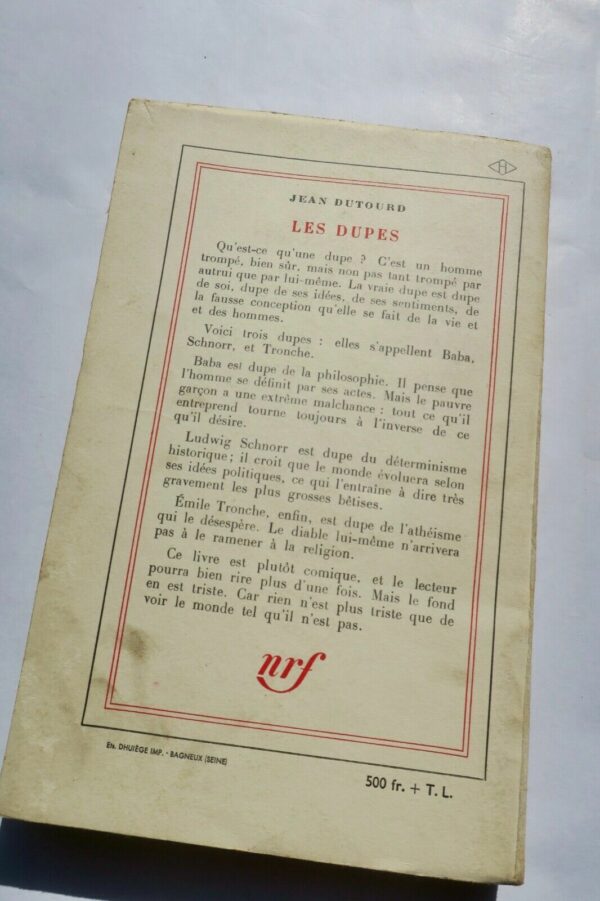 H
JEAN DUTOURD
LES DUPES
Qu'est-ce qu'une dupe ? C'est un homme
trompé, bien sûr, mais non pas tant trompé par
autrui que par lui-même. La vraie dupe est dupe
de soi, dupe de ses idées, de ses sentiments, de
la fausse conception qu'elle se fait de la vie et
et des hommes.
Voici trois dupes : elles s'appellent Baba,
Schnorr, et Tronche.
Baba est dupe de la philosophie. Il pense que
l'homme se définit par ses actes. Mais le pauvre
garçon a une extrême malchance : tout ce qu'il
entreprend tourne toujours à l'inverse de ce
qu'il désire.
Ludwig Schnorr est dupe du déterminisme
historique; il croit que le monde évoluera selon
ses idées politiques, ce qui l'entraîne à dire très
gravement les plus grosses bêtises.
Émile Tronche, enfin, est dupe de l'athéisme
qui le désespère. Le diable lui-même n'arrivera
pas à le ramener à la religion.
Ce livre est plutôt comique, et le lecteur
pourra bien rire plus d'une fois. Mais le fond
en est triste. Car rien n'est plus triste que de
voir le monde tel qu'il n'est pas.
nrf
Ets. DHUIÈGE IMP. - BAGNEUX (SEINE)
500 fr. + T. L.